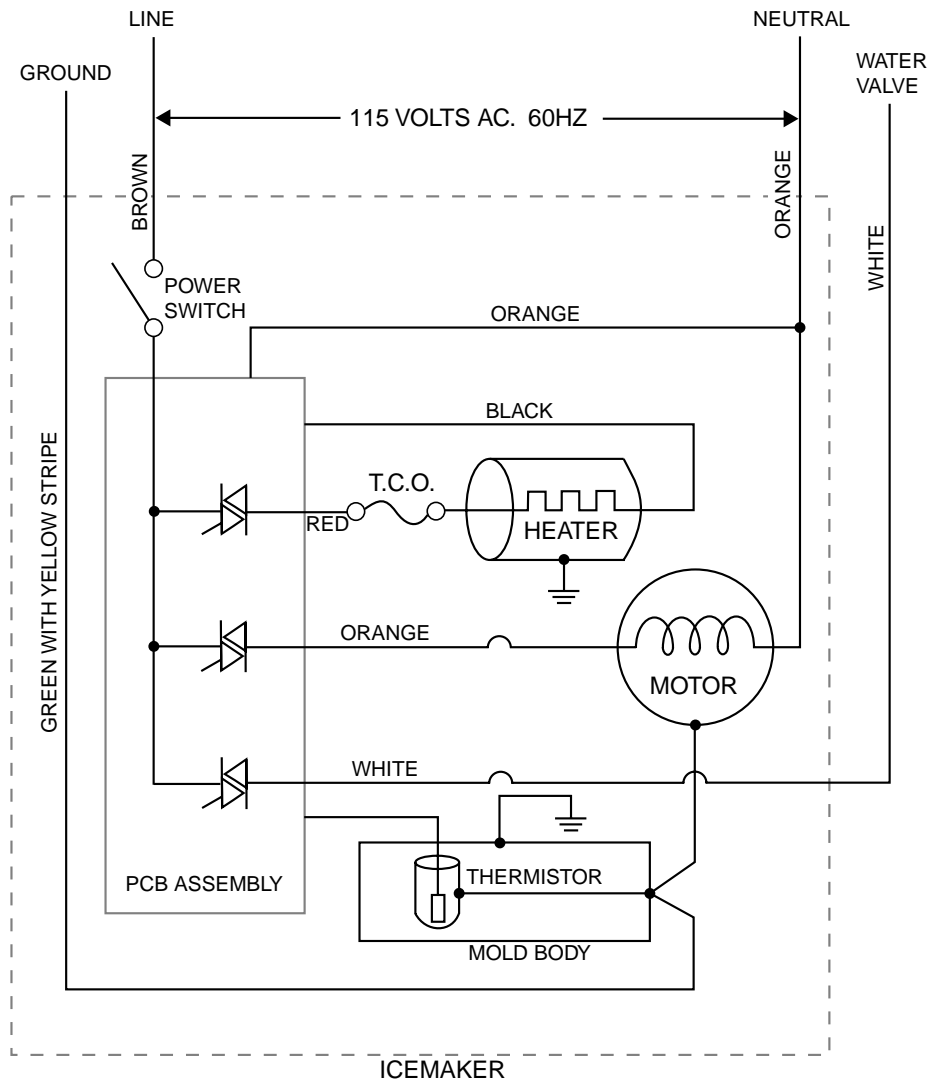 LINE
NEUTRAL
GROUND
WATER
VALVE
115 VOLTS AC.  60HZ
BROWN
ORANGE
WHITE
POWER
SWITCH
ORANGE
BLACK
GREEN WITH YELLOW STRIPE
T.C.O.
RED
HEATER
ORANGE
MOTOR
WHITE
PCB ASSEMBLY
THERMISTOR
MOLD BODY
ICEMAKER